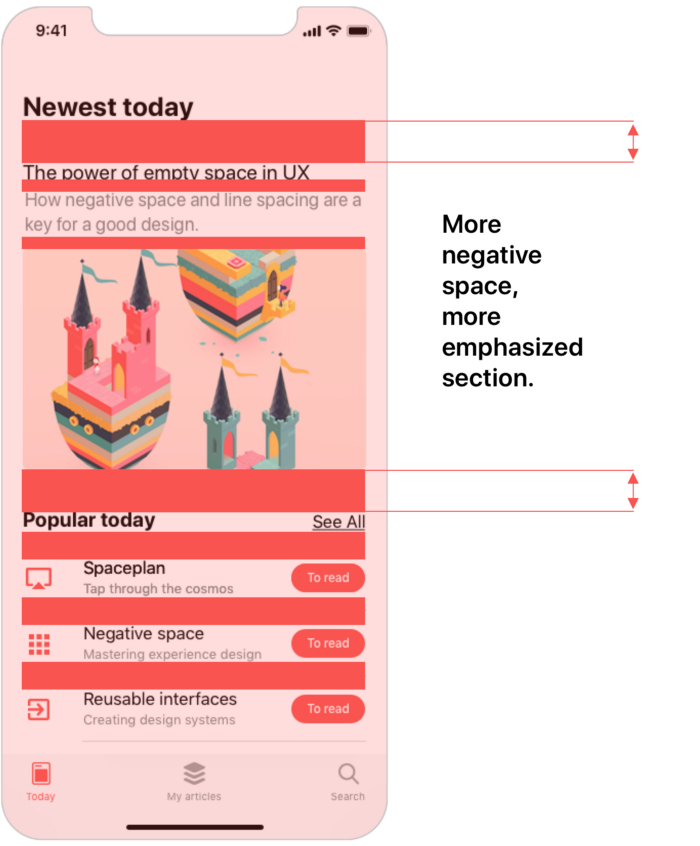 9:41
Newest today
The power of empty space in UX
How negative space and line spacing are a
key for a good design.
More
negative
space,
more
emphasized
section.
Popular today
See All
Spaceplan
Tap through the cosmos
To read
Negative space
Mastering experience design
To read
Reusable interfaces
Creating design systems
To read
Today
My articles
Search